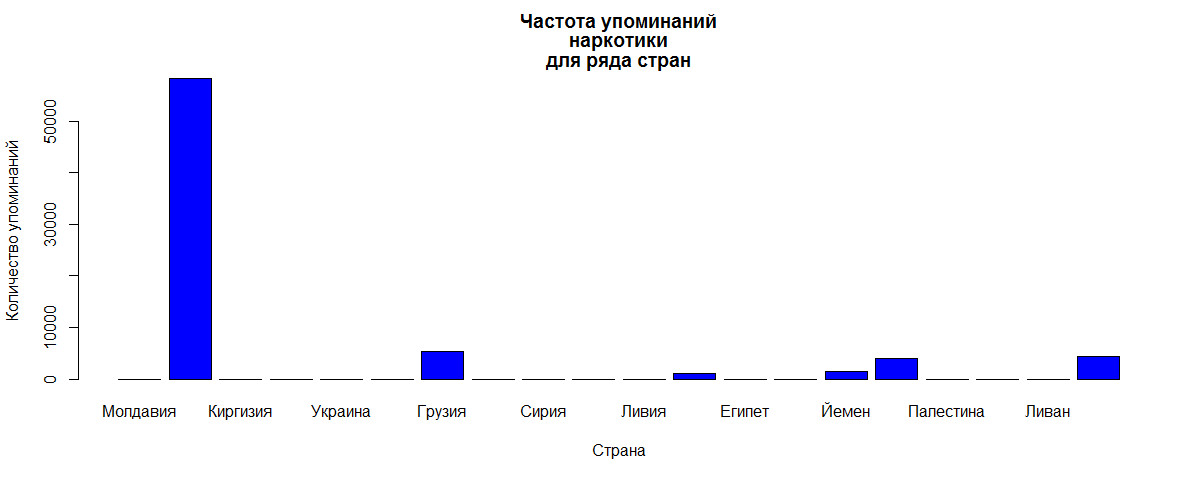 Частота упоминаний
наркотики
для ряда стран
Количество упоминаний
50000
30000
10000
0
Молдавия Киргизия Украина Грузия Сирия Ливия Египет Йемен Палестина Ливан
Страна